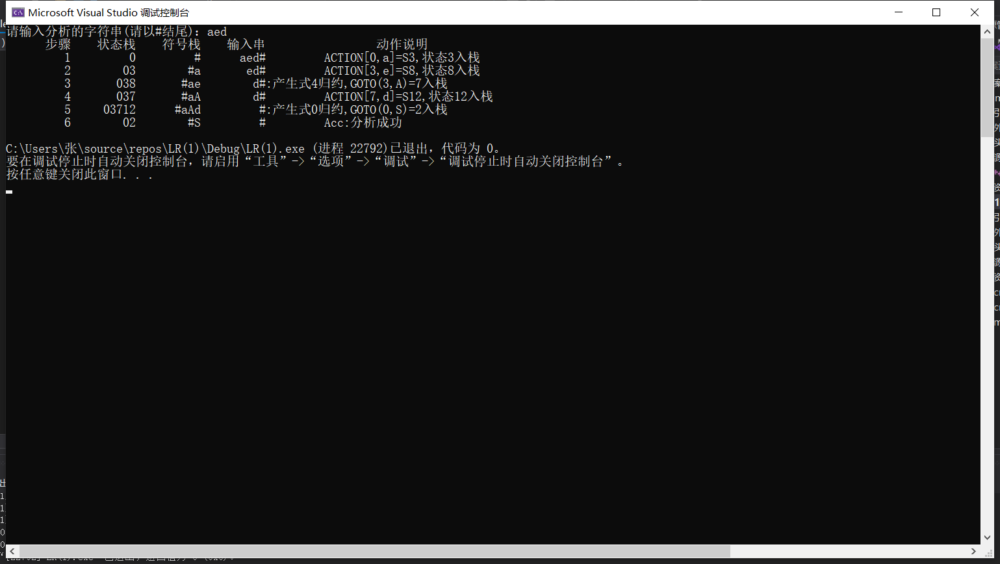 Microsoft Visual Studio 调试控制台
请输入分析的字符串(请以#结尾): aed
步骤 状态栈 符号栈 输入串 动作说明
1 0 # aed# ACTION[0,a]=S3,状态3入栈
2 03 #a ed# ACTION[3,e]=S8,状态8入栈
3 038 #ae d#:产生式4归约,GOTO(3,A)=7入栈
4 037 #aA d# ACTION[7,d]=S12,状态12入栈
5 03712 #aAd #:产生式0归约,GOTO(0,S)=2入栈
6 02 #S # Acc:分析成功
C:\Users\张\source\repos\LR(1)\Debug\LR(1).exe (进程 22792)已退出，代码为 0。
要在调试停止时自动关闭控制台，请启用“工具”->“选项”->“调试”->“调试停止时自动关闭控制台”。
按任意键关闭此窗口. . .